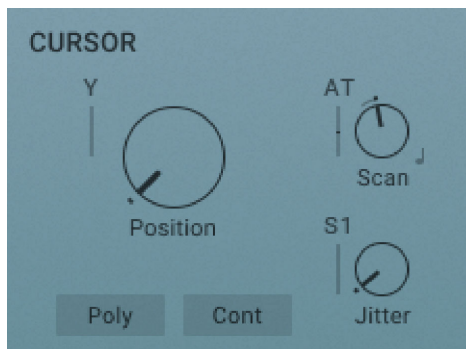 CURSOR
Y
AT
Scan
Position
S1
Jitter
Poly
Cont